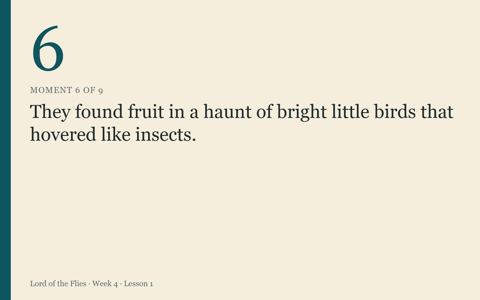 6
MOMENT 6 OF 9
They found fruit in a haunt of bright little birds that
hovered like insects.
Lord of the Flies · Week 4 · Lesson 1